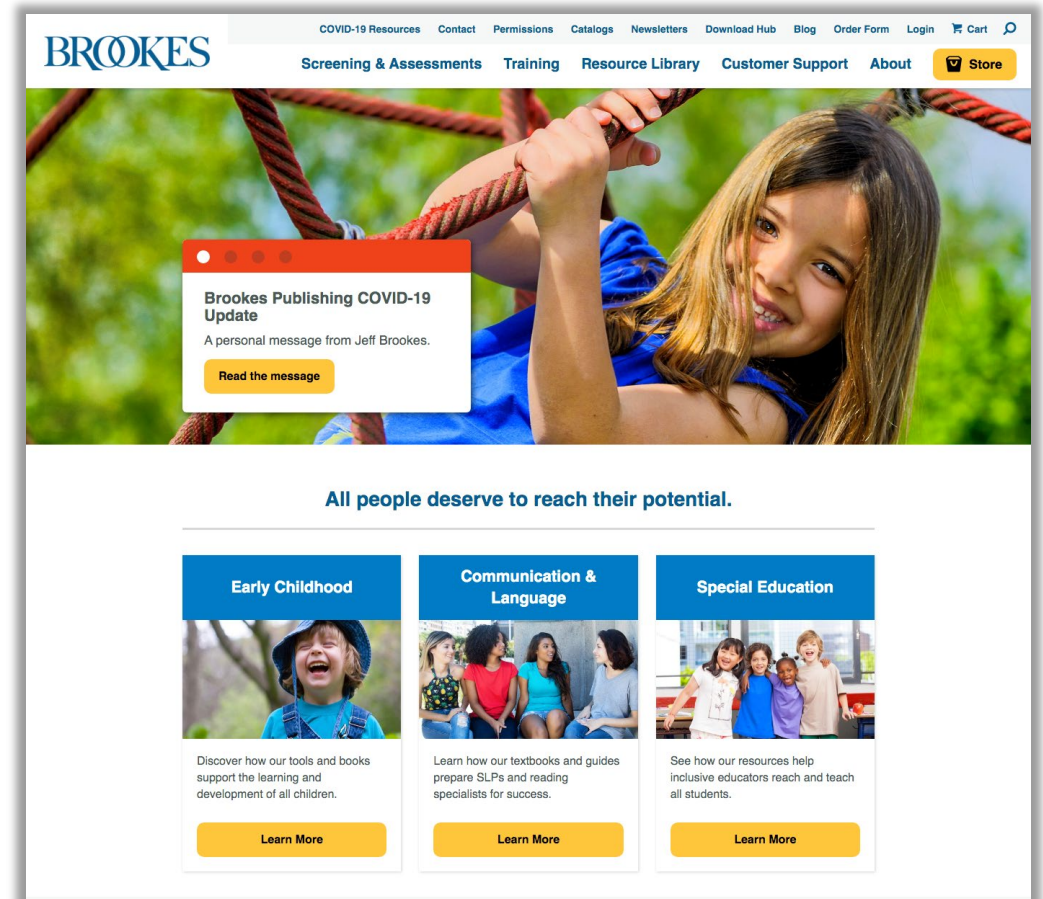 BROOKES
COVID-19 Resources Contact Permissions Catalogs Newsletters Download Hub Blog Order Form Login Cart
Screening & Assessments Training Resource Library Customer Support About Store
Brookes Publishing COVID-19
Update
A personal message from Jeff Brookes.
Read the message
All people deserve to reach their potential.
Early Childhood
Discover how our tools and books
support the learning and
development of all children.
Learn More
Communication &
Language
Learn how our textbooks and guides
prepare SLPs and reading
specialists for success.
Learn More
Special Education
See how our resources help
inclusive educators reach and teach
all students.
Learn More